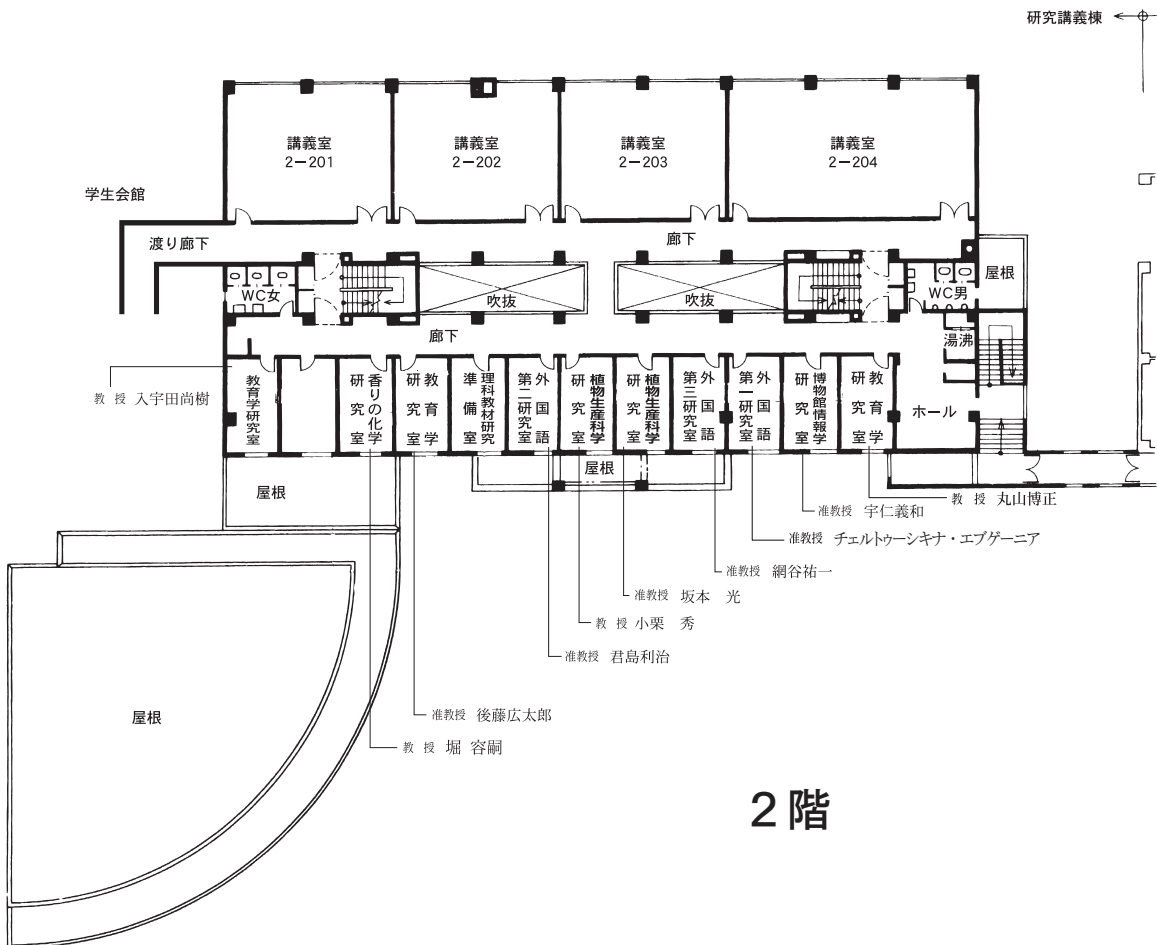 研究講義棟
講義室
2-201
講義室
2-202
講義室
2-203
講義室
2-204
学生会館
渡り廊下
廊下
屋根
WC女
吹抜
吹抜
WC男
湯沸
廊下
教育学研究室
香りの化学
研究室
教育学
研究室
理科教材研究
準備室
外国語
第二研究室
植物生産科学
研究室
植物生産科学
研究室
外国語
第三研究室
外国語
第一研究室
博物館情報学
研究室
教育学
研究室
ホール
教授 入宇田尚樹
屋根
屋根
教授 丸山博正
准教授 宇仁義和
准教授 チェルトゥーシキナ・エブゲーニア
准教授 網谷祐一
准教授 坂本 光
教授 小栗 秀
准教授 君島利治
准教授 後藤広太郎
教授 堀 容嗣
屋根
2階